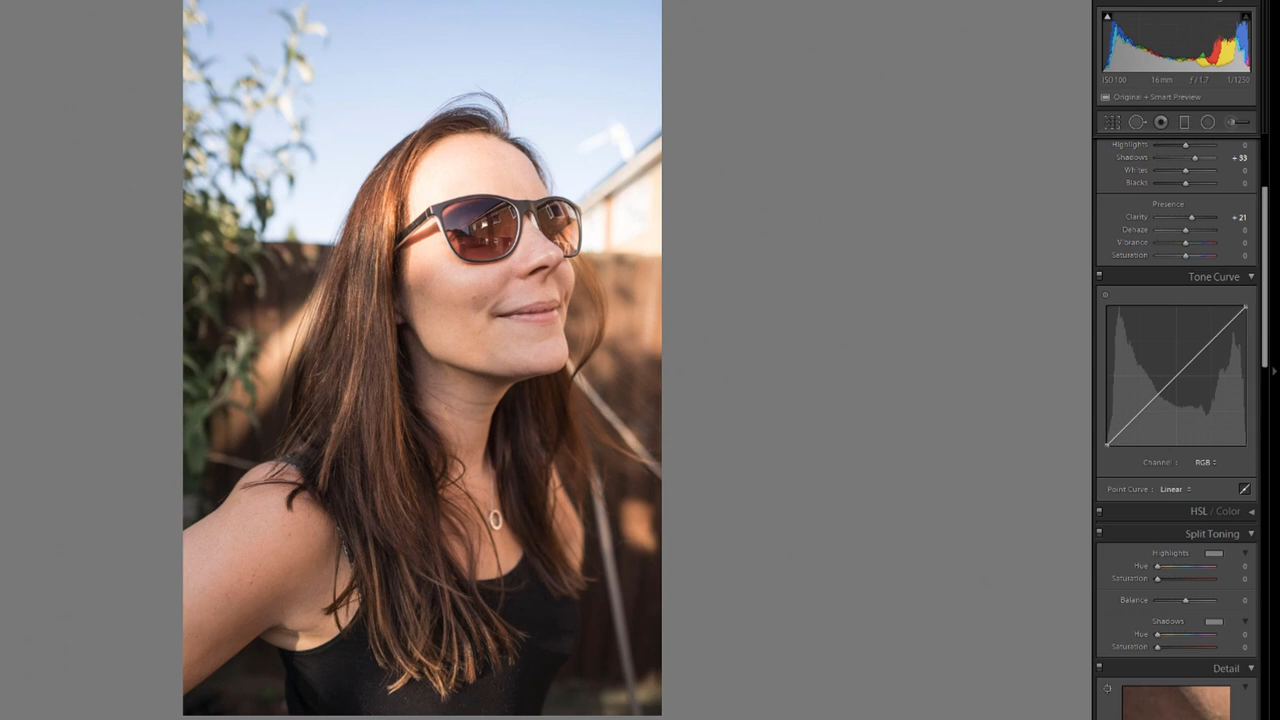 ISO 100 16 mm ƒ / 1.7 1/1250
Original + Smart Preview
Highlights 0
Shadows + 33
Whites 0
Blacks 0
Presence
Clarity + 21
Dehaze 0
Vibrance 0
Saturation 0
Tone Curve
Channel : RGB
Point Curve : Linear
HSL / Color
Split Toning
Highlights
Hue 0
Saturation 0
Balance 0
Shadows
Hue 0
Saturation 0
Detail